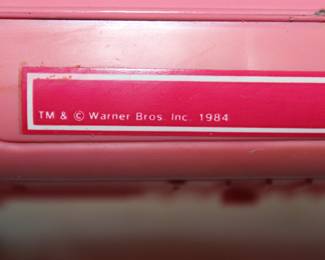 TM & © Warner Bros. Inc. 1984